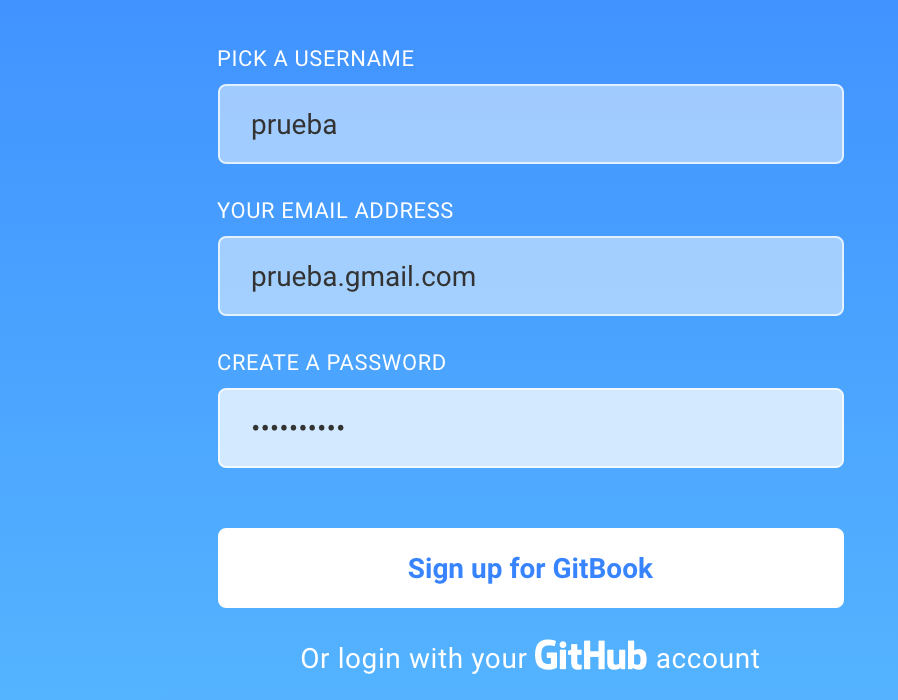 PICK A USERNAME
prueba
YOUR EMAIL ADDRESS
prueba.gmail.com
CREATE A PASSWORD
••••••••••
Sign up for GitBook
Or login with your GitHub account